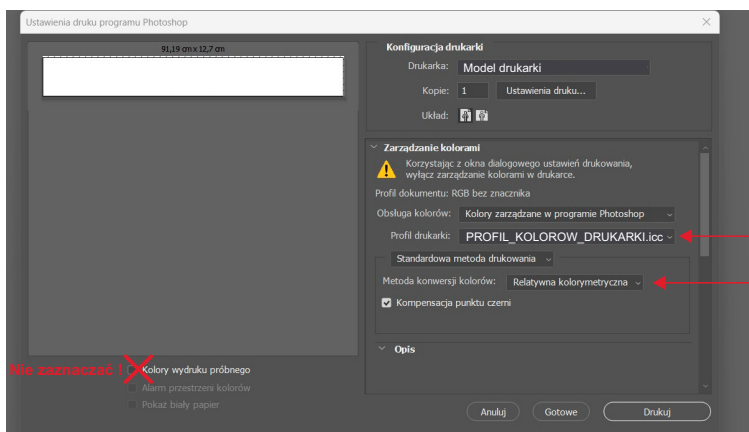 Ustawienia druku programu Photoshop
91,19 cm x 12,7 cm
Konfiguracja drukarki
Drukarka: Model drukarki
Kopie: 1 Ustawienia druku...
Układ:
Zarządzanie kolorami
Korzystając z okna dialogowego ustawień drukowania,
wyłącz zarządzanie kolorami w drukarce.
Profil dokumentu: RGB bez znacznika
Obsługa kolorów: Kolory zarządzane w programie Photoshop
Profil drukarki: PROFIL_KOLOROW_DRUKARKI.icc
Standardowa metoda drukowania
Metoda konwersji kolorów: Relatywna kolorymetryczna
Kompensacja punktu czerni
Opis
Nie zaznaczać ! Kolory wydruku próbnego
Alarm przestrzeni kolorów
Pokaż biały papier
Anuluj Gotowe Drukuj